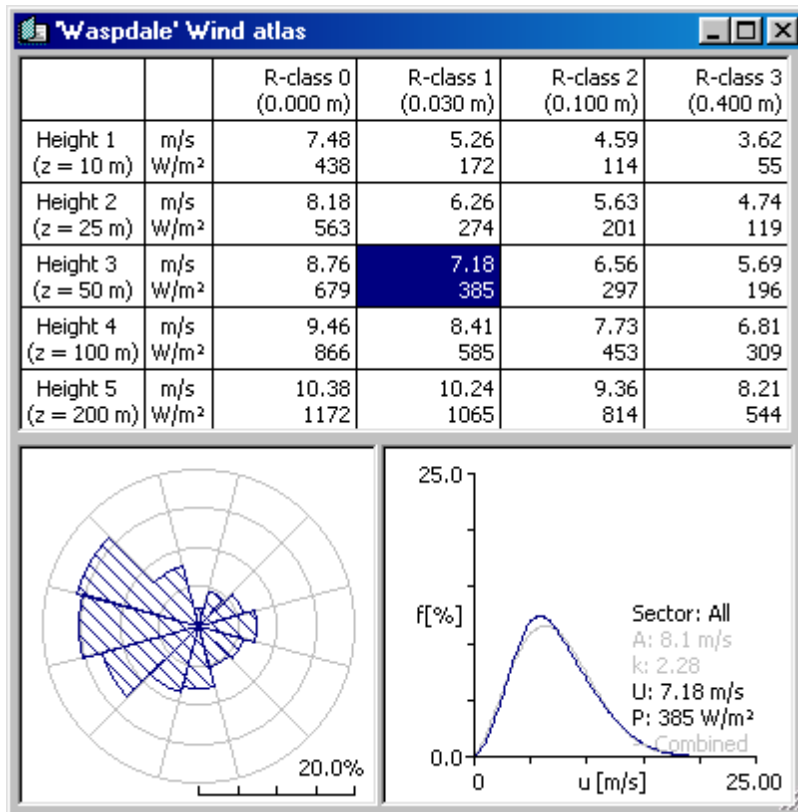 'Waspdale' Wind atlas
R-class 0 R-class 1 R-class 2 R-class 3
(0.000 m) (0.030 m) (0.100 m) (0.400 m)
Height 1 m/s 7.48 5.26 4.59 3.62
(z = 10 m) W/m² 438 172 114 55
Height 2 m/s 8.18 6.26 5.63 4.74
(z = 25 m) W/m² 563 274 201 119
Height 3 m/s 8.76 7.18 6.56 5.69
(z = 50 m) W/m² 679 385 297 196
Height 4 m/s 9.46 8.41 7.73 6.81
(z = 100 m) W/m² 866 585 453 309
Height 5 m/s 10.38 10.24 9.36 8.21
(z = 200 m) W/m² 1172 1065 814 544
20.0%
25.0
f[%]
Sector: All
A: 8.1 m/s
k: 2.28
U: 7.18 m/s
P: 385 W/m²
-- Combined
0.0
0 u [m/s] 25.00